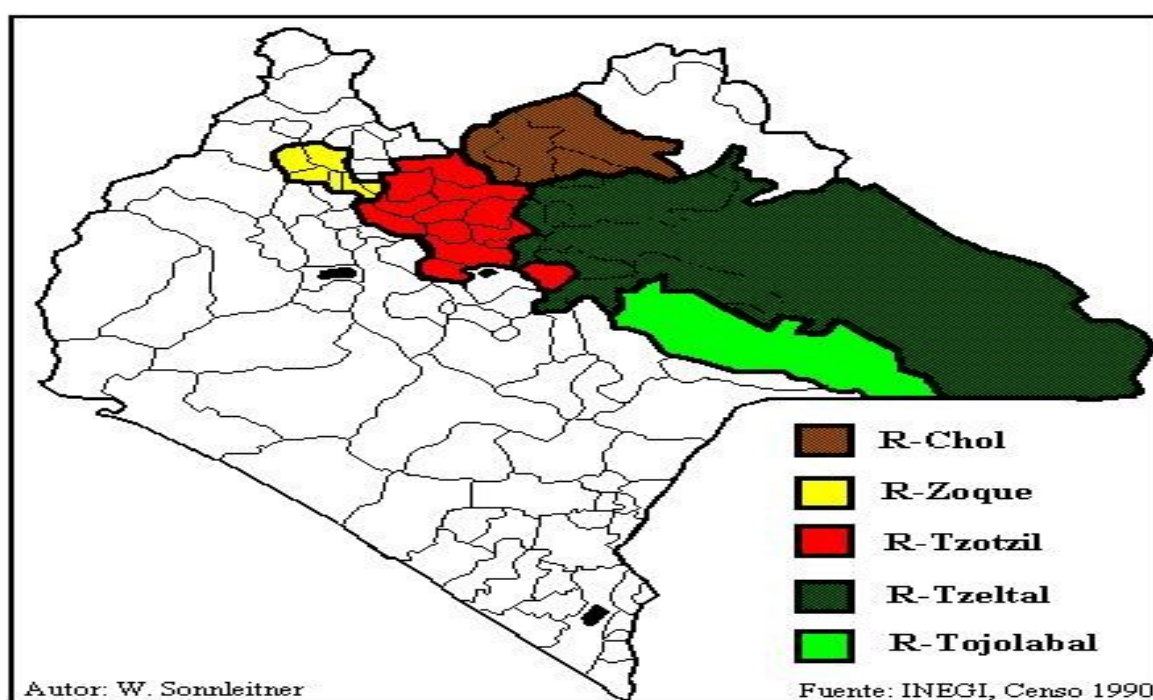 R-Chol
R-Zoque
R-Tzotzil
R-Tzeltal
R-Tojolabal
Autor: W. Sonnleitner
Fuente: INEGI, Censo 1990